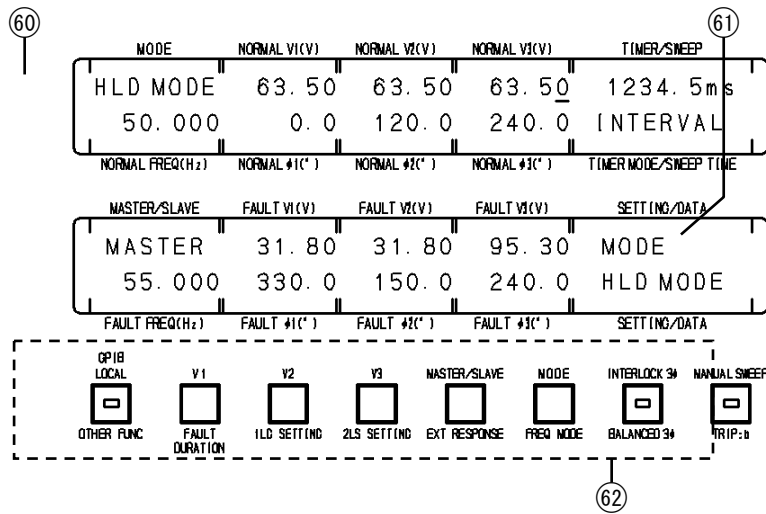 60
61
MODE NORMAL V1(V) NORMAL V2(V) NORMAL V3(V) TIMER/SWEEP
HLD MODE 63.50 63.50 63.50 1234.5ms
50.000 0.0 120.0 240.0 INTERVAL
NORMAL FREQ(Hz) NORMAL φ1(°) NORMAL φ2(°) NORMAL φ3(°) TIMER MODE/SWEEP TIME
MASTER/SLAVE FAULT V1(V) FAULT V2(V) FAULT V3(V) SETTING/DATA
MASTER 31.80 31.80 95.30 MODE
55.000 330.0 150.0 240.0 HLD MODE
FAULT FREQ(Hz) FAULT φ1(°) FAULT φ2(°) FAULT φ3(°) SETTING/DATA
GPIB
LOCAL V1 V2 V3 MASTER/SLAVE MODE INTERLOCK 3φ MANUAL SWEEP
OTHER FUNC FAULT 1LG SETTING 2LS SETTING EXT RESPONSE FREQ MODE BALANCED 3φ TRIP:b
DURATION
62